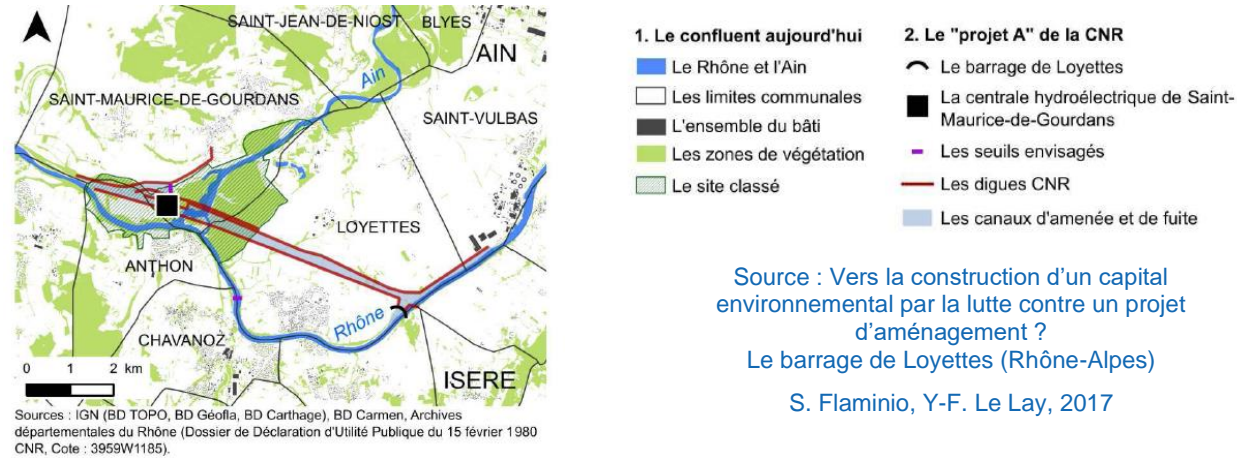 SAINT-JEAN-DE-NIOST
BLYES
AIN
Ain
SAINT-MAURICE-DE-GOURDANS
SAINT-VULBAS
LOYETTES
ANTHON
Rhône
CHAVANOZ
0 1 2 km
ISERE
Sources : IGN (BD TOPO, BD Géofla, BD Carthage), BD Carmen, Archives
départementales du Rhône (Dossier de Déclaration d'Utilité Publique du 15 février 1980
CNR, Cote : 3959W1185).
1. Le confluent aujourd'hui
Le Rhône et l'Ain
Les limites communales
L'ensemble du bâti
Les zones de végétation
Le site classé
2. Le "projet A" de la CNR
Le barrage de Loyettes
La centrale hydroélectrique de Saint-
Maurice-de-Gourdans
Les seuils envisagés
Les digues CNR
Les canaux d'amenée et de fuite
Source : Vers la construction d’un capital
environnemental par la lutte contre un projet
d’aménagement ?
Le barrage de Loyettes (Rhône-Alpes)
S. Flaminio, Y-F. Le Lay, 2017